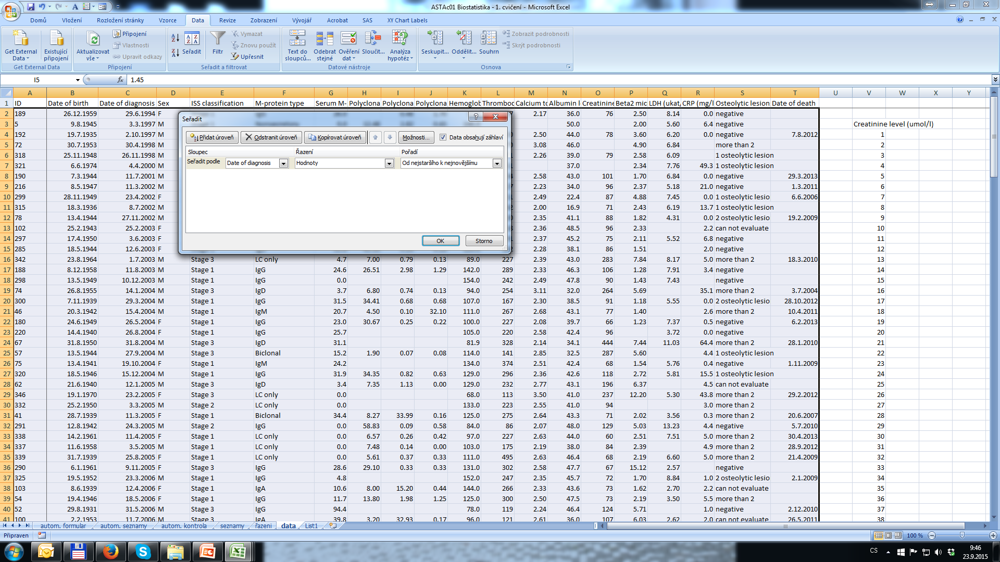 ASTAc01 Biostatistika - 1. cvičení - Microsoft Excel
Domů Vložení Rozložení stránky Vzorce Data Revize Zobrazení Vývojář Acrobat SAS XY Chart Labels
Get External Data Existující připojení Aktualizovat vše Připojení Vlastnosti Upravit odkazy Seřadit Filtr Vymazat Znovu použít Upřesnit Text do sloupců... Odebrat stejné Ověření dat Sloučit... Analýza hypotéz Seskupit... Oddělit... Souhrn Zobrazit podrobnosti Skrýt podrobnosti
Get External Data Připojení Seřadit a filtrovat Datové nástroje Osnova
I5 fx 1.45
A B C D E F G H I J K L M N O P Q R S T U V W X Y
1 ID Date of birth Date of diagnosis Sex ISS classification M-protein type Serum M- Polyclona Polyclona Polyclona Hemoglob Thromboc Calcium to Albumin l Creatinine Beta2 mic LDH (ukat, CRP (mg/l Osteolytic lesion Date of death
2 189 26.12.1959 29.6.1994 F 2.17 36.0 76 2.50 8.14 0.0 negative
3 5 9.8.1945 3.3.1997 M 50.0 2.00 5.60 6.4 negative Creatinine level (umol/l)
4 192 19.7.1935 2.10.1997 M 2.50 44.0 78 3.60 6.20 0.0 negative 7.8.2012 1
5 72 30.7.1953 30.4.1998 M 3.08 46.0 4.90 6.84 more than 2 2
6 318 25.11.1948 26.11.1998 M 2.26 39.0 79 2.58 6.09 1 osteolytic lesion 3
7 321 6.6.1974 4.4.2000 M 37.0 2.34 7.76 49.3 1 osteolytic lesion 4
8 190 7.3.1944 11.7.2001 M 2.58 43.0 101 1.70 6.84 0.0 negative 29.3.2013 5
9 216 8.5.1947 11.3.2002 M 2.23 34.0 96 2.37 5.18 21.0 negative 1.3.2011 6
10 299 28.11.1949 23.4.2002 F 2.49 22.4 87 4.88 7.45 0.0 1 osteolytic lesio 6.6.2006 7
11 315 18.3.1936 8.7.2002 M 2.00 16.9 71 2.43 6.19 13.7 1 osteolytic lesion 8
12 78 13.4.1944 27.11.2002 M 2.35 41.1 88 1.82 4.31 0.0 2 osteolytic lesio 19.2.2009 9
13 102 25.2.1943 25.2.2003 F 2.36 48.5 96 2.33 2.2 can not evaluate 10
14 297 17.4.1950 3.6.2003 F 2.37 45.2 75 2.11 5.52 6.8 negative 11
15 285 18.5.1944 12.6.2003 F 2.28 38.1 86 1.51 2.0 negative 12
Seřadit
Přidat úroveň Odstranit úroveň Kopírovat úroveň Možnosti... Data obsahují záhlaví
Sloupec Řazení Pořadí
Seřadit podle Date of diagnosis Hodnoty Od nejstaršího k nejnovějšímu
OK Storno
16 342 23.8.1964 1.7.2003 M Stage 3 LC only 4.7 7.00 0.79 0.13 89.0 227 2.39 43.0 283 7.84 8.17 5.0 more than 2 18.3.2010 13
17 188 8.12.1958 11.8.2003 M Stage 1 IgG 24.6 26.51 2.98 1.29 142.0 289 2.33 46.3 106 1.28 7.91 3.4 negative 14
18 298 13.5.1949 10.12.2003 M Stage 1 IgG 0.0 154.0 242 2.49 47.8 90 1.43 7.43 negative 15
19 74 26.8.1955 14.1.2004 M Stage 3 IgD 3.7 6.80 0.74 0.13 94.0 254 3.11 32.0 264 5.69 35.1 more than 2 3.7.2004 16
20 300 7.11.1939 29.3.2004 M Stage 1 IgG 31.5 34.41 0.68 0.68 107.0 167 2.30 38.5 91 1.18 5.55 0.0 2 osteolytic lesio 28.10.2012 17
21 46 20.3.1942 15.4.2004 M Stage 1 IgM 20.7 4.50 0.10 32.10 111.0 267 2.68 43.1 77 1.40 2.6 more than 2 10.4.2011 18
22 180 24.6.1949 26.5.2004 F Stage 1 IgG 23.0 30.67 0.25 0.22 100.0 227 2.08 39.7 66 1.23 7.37 0.5 negative 6.2.2013 19
23 220 14.4.1940 26.8.2004 F Stage 1 IgG 25.7 105.0 220 2.58 42.4 96 3.72 0.0 negative 20
24 67 31.8.1950 31.8.2004 M Stage 3 IgD 31.1 81.9 328 2.14 34.1 444 7.44 11.03 64.4 more than 2 28.1.2010 21
25 57 13.5.1944 27.9.2004 M Stage 3 Biclonal 15.2 1.90 0.07 0.08 114.0 141 2.85 32.5 287 5.60 4.4 1 osteolytic lesion 22
26 75 13.4.1941 19.10.2004 F Stage 1 IgM 24.2 134.0 374 2.51 42.4 68 1.54 5.76 0.4 negative 1.11.2009 23
27 320 18.5.1946 15.12.2004 M Stage 1 IgG 31.9 34.35 0.82 0.63 129.0 296 2.36 42.6 118 2.72 5.81 15.5 1 osteolytic lesion 24
28 62 21.6.1940 12.1.2005 M Stage 3 IgD 3.4 7.35 1.13 0.00 129.0 232 2.77 43.1 196 6.37 4.5 can not evaluate 25
29 346 19.1.1970 23.2.2005 F Stage 3 LC only 0.0 68.0 113 3.50 41.0 237 12.20 5.30 43.8 more than 2 29.2.2012 26
30 332 25.2.1950 3.3.2005 M Stage 2 LC only 0.0 133.0 223 2.55 41.0 94 3.0 more than 2 27
31 41 28.7.1939 11.3.2005 F Stage 1 Biclonal 34.4 8.27 33.99 0.16 125.0 275 2.64 43.3 71 2.02 3.56 0.3 more than 2 20.6.2007 28
32 291 12.8.1942 24.3.2005 M Stage 2 IgG 0.0 58.83 0.09 0.58 84.0 86 2.07 48.0 129 5.03 13.23 4.4 negative 5.7.2010 29
33 338 14.2.1961 11.4.2005 F Stage 1 LC only 0.0 6.57 0.26 0.42 97.0 227 2.63 44.0 60 2.51 7.51 5.0 more than 2 30.4.2013 30
34 337 11.6.1958 3.5.2005 M Stage 1 LC only 0.0 7.48 0.14 0.00 103.0 175 2.19 38.0 84 2.39 4.9 more than 2 28.9.2012 31
35 339 31.7.1939 25.8.2005 F Stage 1 LC only 0.0 5.61 0.37 0.33 111.0 495 2.63 46.4 68 2.19 6.60 5.0 more than 2 21.4.2009 32
36 290 6.1.1961 9.11.2005 F Stage 3 IgG 28.6 29.10 0.33 0.33 131.0 302 2.58 47.7 67 15.12 2.57 negative 33
37 325 19.5.1952 23.3.2006 M Stage 1 IgG 4.8 152.0 247 2.35 45.7 72 1.70 8.84 1.0 2 osteolytic lesio 2.1.2009 34
38 103 8.6.1939 12.4.2006 F Stage 1 IgA 10.6 8.00 15.20 0.44 144.0 266 2.33 43.6 73 1.62 2.70 2.2 can not evaluate 35
39 54 19.4.1946 18.5.2006 F Stage 1 IgG 11.7 13.80 1.98 1.25 125.0 300 2.50 47.5 73 2.19 3.50 5.5 more than 2 36
40 52 29.8.1931 31.5.2006 M Stage 3 IgG 94.4 78.0 119 2.24 46.4 124 5.71 1.0 negative 2.12.2010 37
41 100 2.2.1953 11.7.2006 M Stage 3 IgA 39.8 3.20 32.93 0.17 96.0 121 2.61 36.0 107 6.03 2.62 2.0 can not evaluate 26.5.2011 38
autom. formulář autom. seznamy autom. kontrola seznamy řazení data List1
Připraven 100 %
CS 9:46
23.9.2015